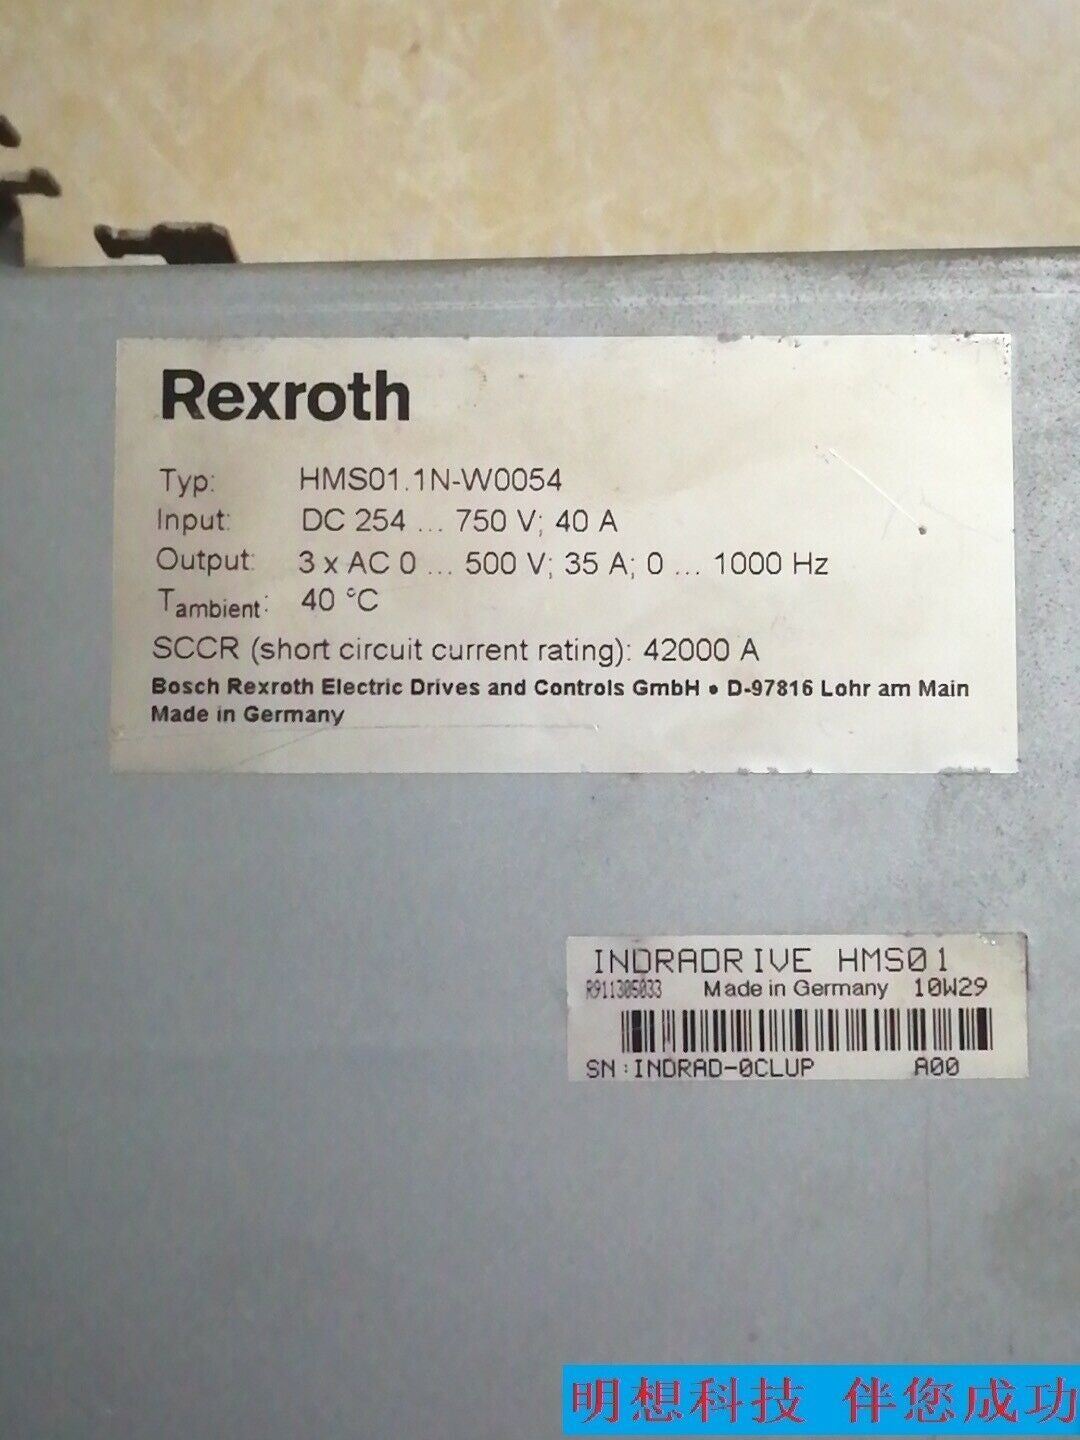 Rexroth
Typ: HMS01.1N-W0054
Input: DC 254 ... 750 V; 40 A
Output: 3 x AC 0 ... 500 V; 35 A; 0 ... 1000 Hz
Tambient: 40 °C
SCCR (short circuit current rating): 42000 A
Bosch Rexroth Electric Drives and Controls GmbH • D-97816 Lohr am Main
Made in Germany
INDRADRIVE HMS01
R911305033 Made in Germany 10W29
SN:INDRAD-0CLUP A00
明想科技 伴您成功